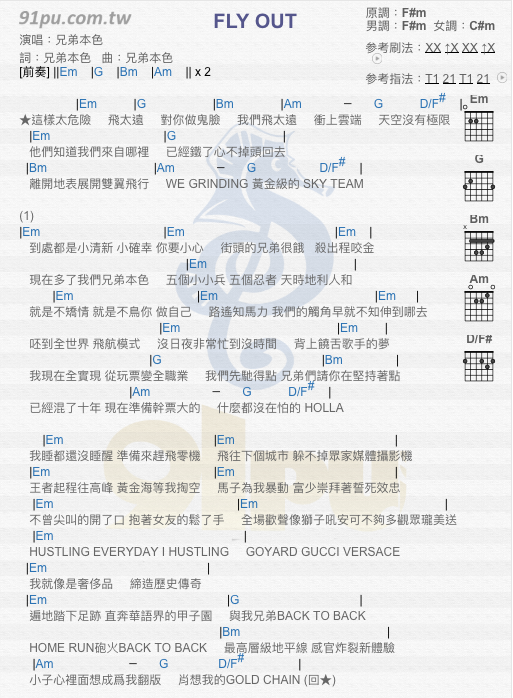 91pu.com.tw
FLY OUT
原調：F#m
男調：F#m 女調：C#m
演唱：兄弟本色
詞：兄弟本色 曲：兄弟本色
參考刷法：XX ↑X XX ↑X
[前奏] ||Em |G |Bm |Am || x 2
參考指法：T1 21 T1 21
|Em |G |Bm |Am – G D/F# |
★這樣太危險 飛太遠 對你做鬼臉 我們飛太遠 衝上雲端 天空沒有極限
|Em |G |
他們知道我們來自哪裡 已經鐵了心不掉頭回去
|Bm |Am – G D/F# |
離開地表展開雙翼飛行 WE GRINDING 黃金級的 SKY TEAM
(1)
|Em |Em |Em |
到處都是小清新 小確幸 你要小心 街頭的兄弟很餓 殺出程咬金
|Em |
現在多了我們兄弟本色 五個小小兵 五個忍者 天時地利人和
|Em |Em |Em |
就是不矯情 就是不鳥你 做自己 路遙知馬力 我們的觸角早就不知伸到哪去
|Em |Em |
呸到全世界 飛航模式 沒日夜非常忙到沒時間 背上饒舌歌手的夢
|G |Bm |
我現在全實現 從玩票變全職業 我們先馳得點 兄弟們請你在堅持著點
|Am – G D/F# |
已經混了十年 現在準備幹票大的 什麼都沒在怕的 HOLLA
|Em |Em |
我睡都還沒睡醒 準備來趕飛零機 飛往下個城市 躲不掉眾家媒體攝影機
|Em |Em |
王者起程往高峰 黃金海等我掏空 馬子為我暴動 富少崇拜著誓死效忠
|Em |Em |
不曾尖叫的開了口 抱著女友的鬆了手 全場歡聲像獅子吼安可不夠多觀眾瓏美送
|Em |
HUSTLING EVERYDAY I HUSTLING GOYARD GUCCI VERSACE
|Em |
我就像是奢侈品 締造歷史傳奇
|Em |G |
遍地踏下足跡 直奔華語界的甲子園 與我兄弟BACK TO BACK
|Bm |
HOME RUN砲火BACK TO BACK 最高層級地平線 感官炸裂新體驗
|Am – G D/F# |
小子心裡面想成爲我翻版 肖想我的GOLD CHAIN (回★)
Em
G
Bm
x
Am
D/F#
91pu